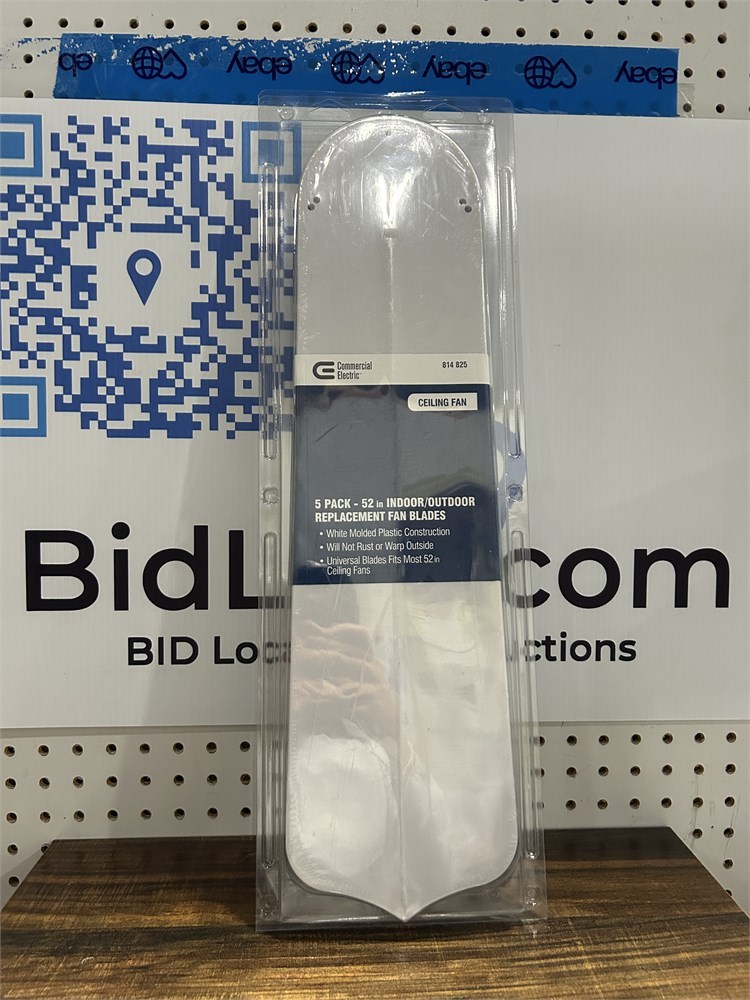 ebay ebay ebay ebay
Commercial
Electric
814 825
CEILING FAN
5 PACK - 52 in INDOOR/OUTDOOR
REPLACEMENT FAN BLADES
• White Molded Plastic Construction
• Will Not Rust or Warp Outside
• Universal Blades Fits Most 52 in
Ceiling Fans
BidL com
BID Loca ctions